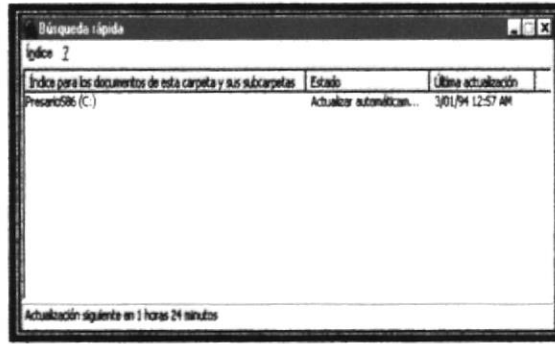 Búsqueda rápida
Índice ?
Índice para los documentos de esta carpeta y sus subcarpetas Estado Última actualización
Presario586 (C:) Actualizar automáticam... 3/01/94 12:57 AM
Actualización siguiente en 1 horas 24 minutos